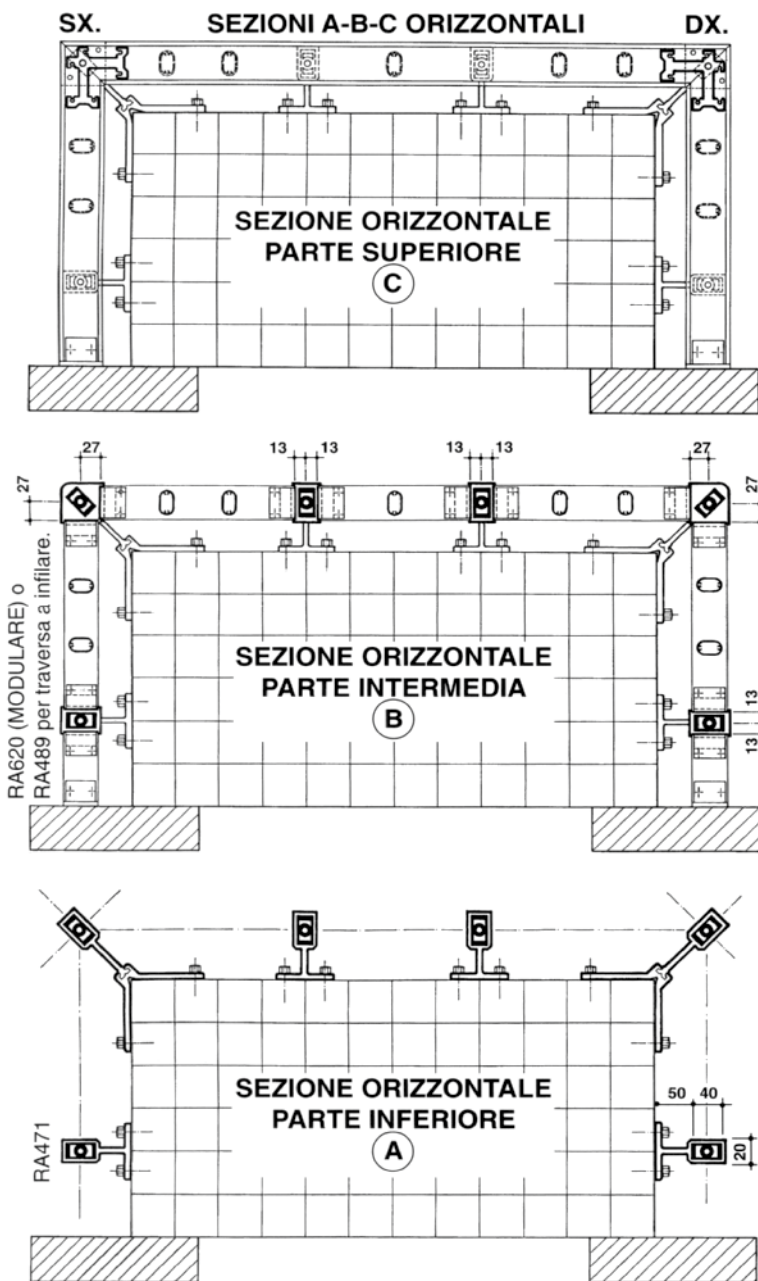 SX. SEZIONI A-B-C ORIZZONTALI DX.
SEZIONE ORIZZONTALE
PARTE SUPERIORE
C
27 13 13 13 13 27
27 27
RA620 (MODULARE) o
RA489 per traversa a infilare.
SEZIONE ORIZZONTALE
PARTE INTERMEDIA
B
13
13
SEZIONE ORIZZONTALE
PARTE INFERIORE
A
50 40
20
RA471